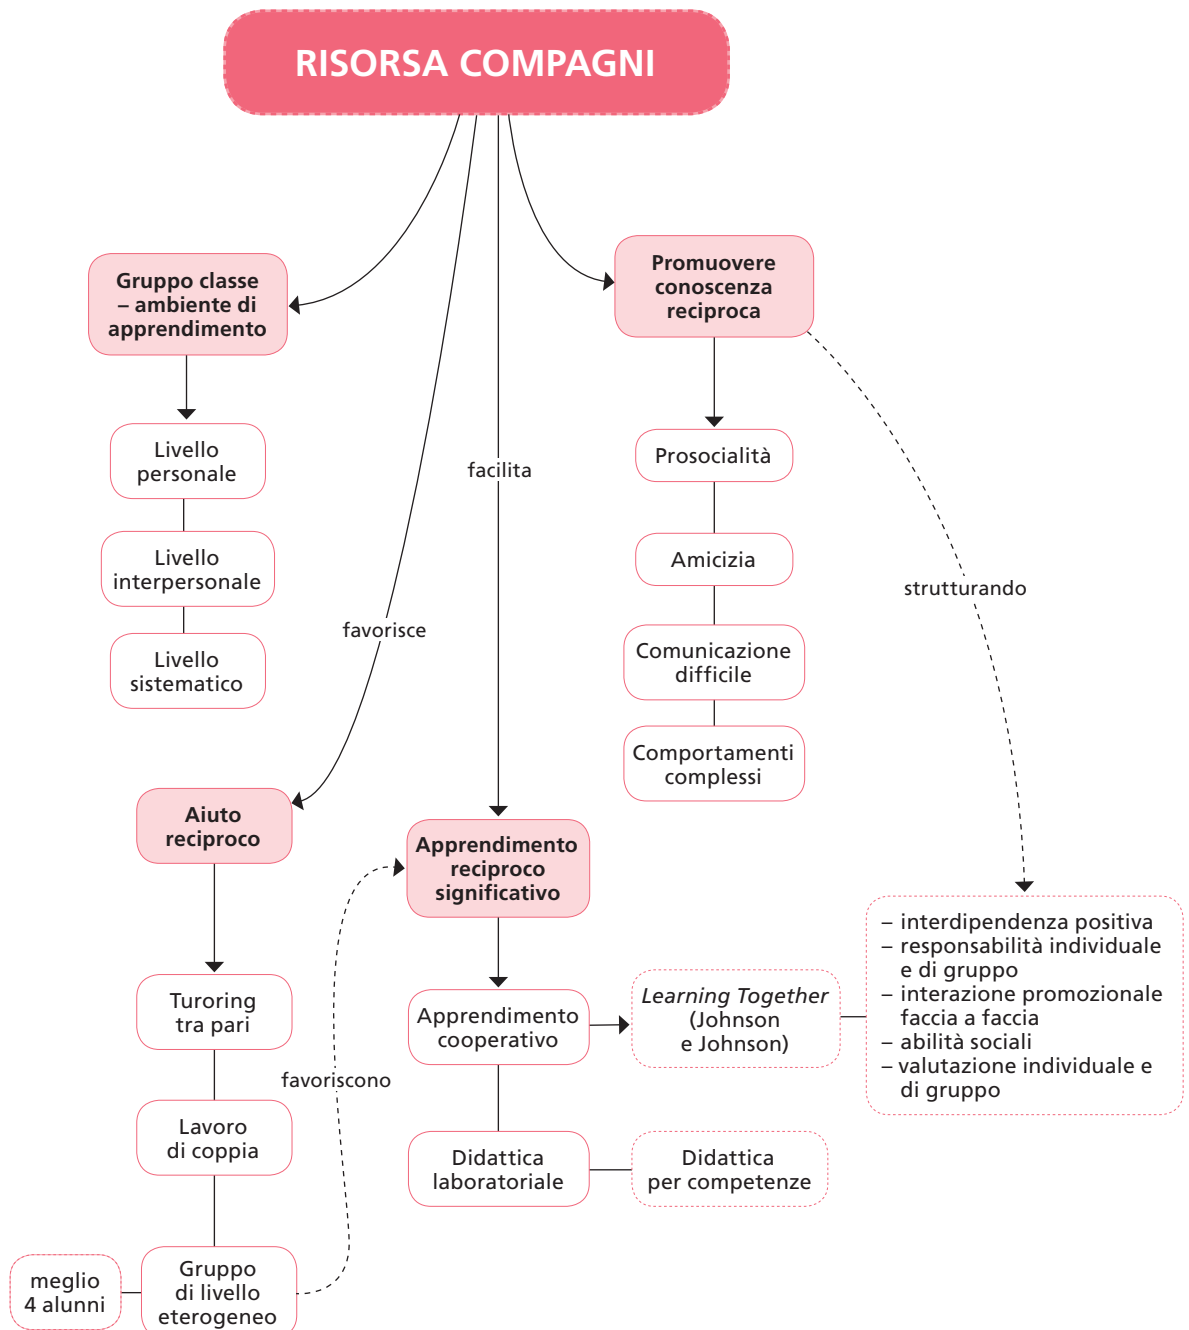 RISORSA COMPAGNI
Gruppo classe
– ambiente di
apprendimento
Livello
personale
Livello
interpersonale
Livello
sistematico
Promuovere
conoscenza
reciproca
Prosocialità
Amicizia
Comunicazione
difficile
Comportamenti
complessi
strutturando
facilita
favorisce
Aiuto
reciproco
Turoring
tra pari
Lavoro
di coppia
Gruppo
di livello
eterogeneo
meglio
4 alunni
favoriscono
Apprendimento
reciproco
significativo
Apprendimento
cooperativo
Learning Together
(Johnson
e Johnson)
– interdipendenza positiva
– responsabilità individuale
e di gruppo
– interazione promozionale
faccia a faccia
– abilità sociali
– valutazione individuale e
di gruppo
Didattica
laboratoriale
Didattica
per competenze